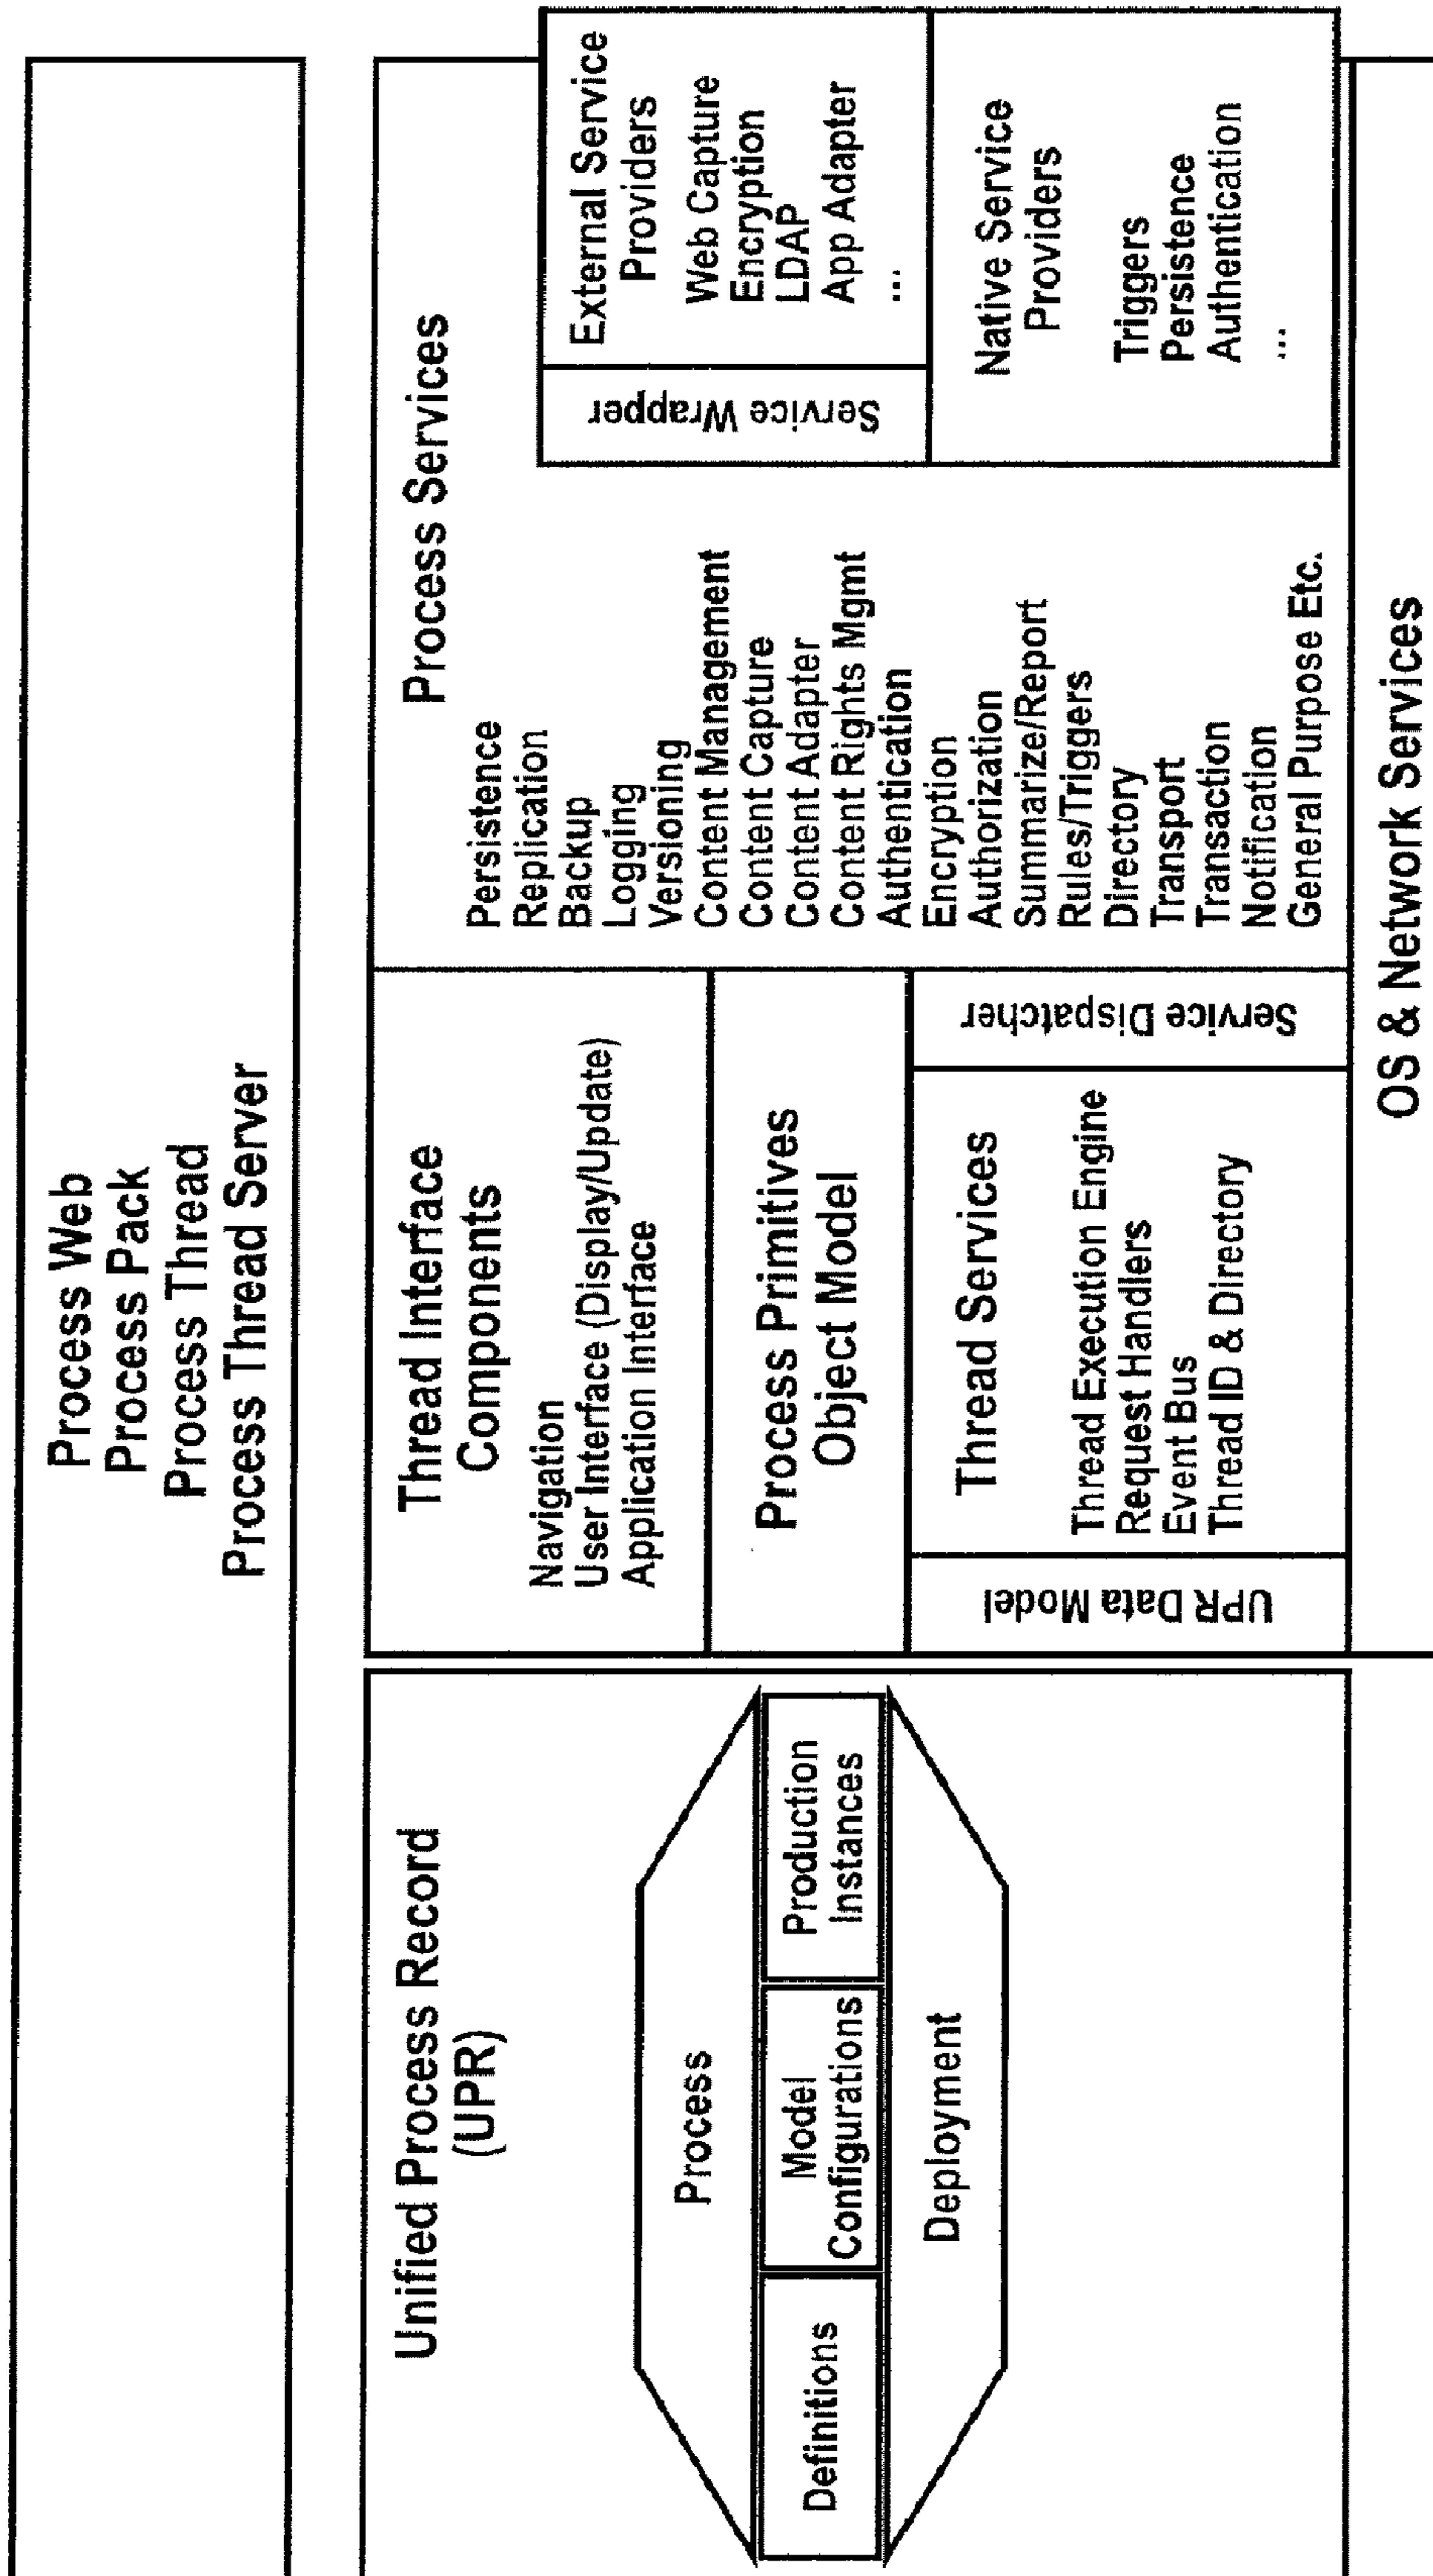 Process Web
Process Pack
Process Thread
Process Thread Server
Unified Process Record
(UPR)
Process
Definitions
Model
Configurations
Production
Instances
Deployment
Thread Interface
Components
Navigation
User Interface (Display/Update)
Application Interface
Process Primitives
Object Model
UPR Data Model
Thread Services
Thread Execution Engine
Request Handlers
Event Bus
Thread ID & Directory
Service Dispatcher
Process Services
Persistence
Replication
Backup
Logging
Versioning
Content Management
Content Capture
Content Adapter
Content Rights Mgmt
Authentication
Encryption
Authorization
Summarize/Report
Rules/Triggers
Directory
Transport
Transaction
Notification
General Purpose Etc.
Service Wrapper
External Service
Providers
Web Capture
Encryption
LDAP
App Adapter
...
Native Service
Providers
Triggers
Persistence
Authentication
...
OS & Network Services